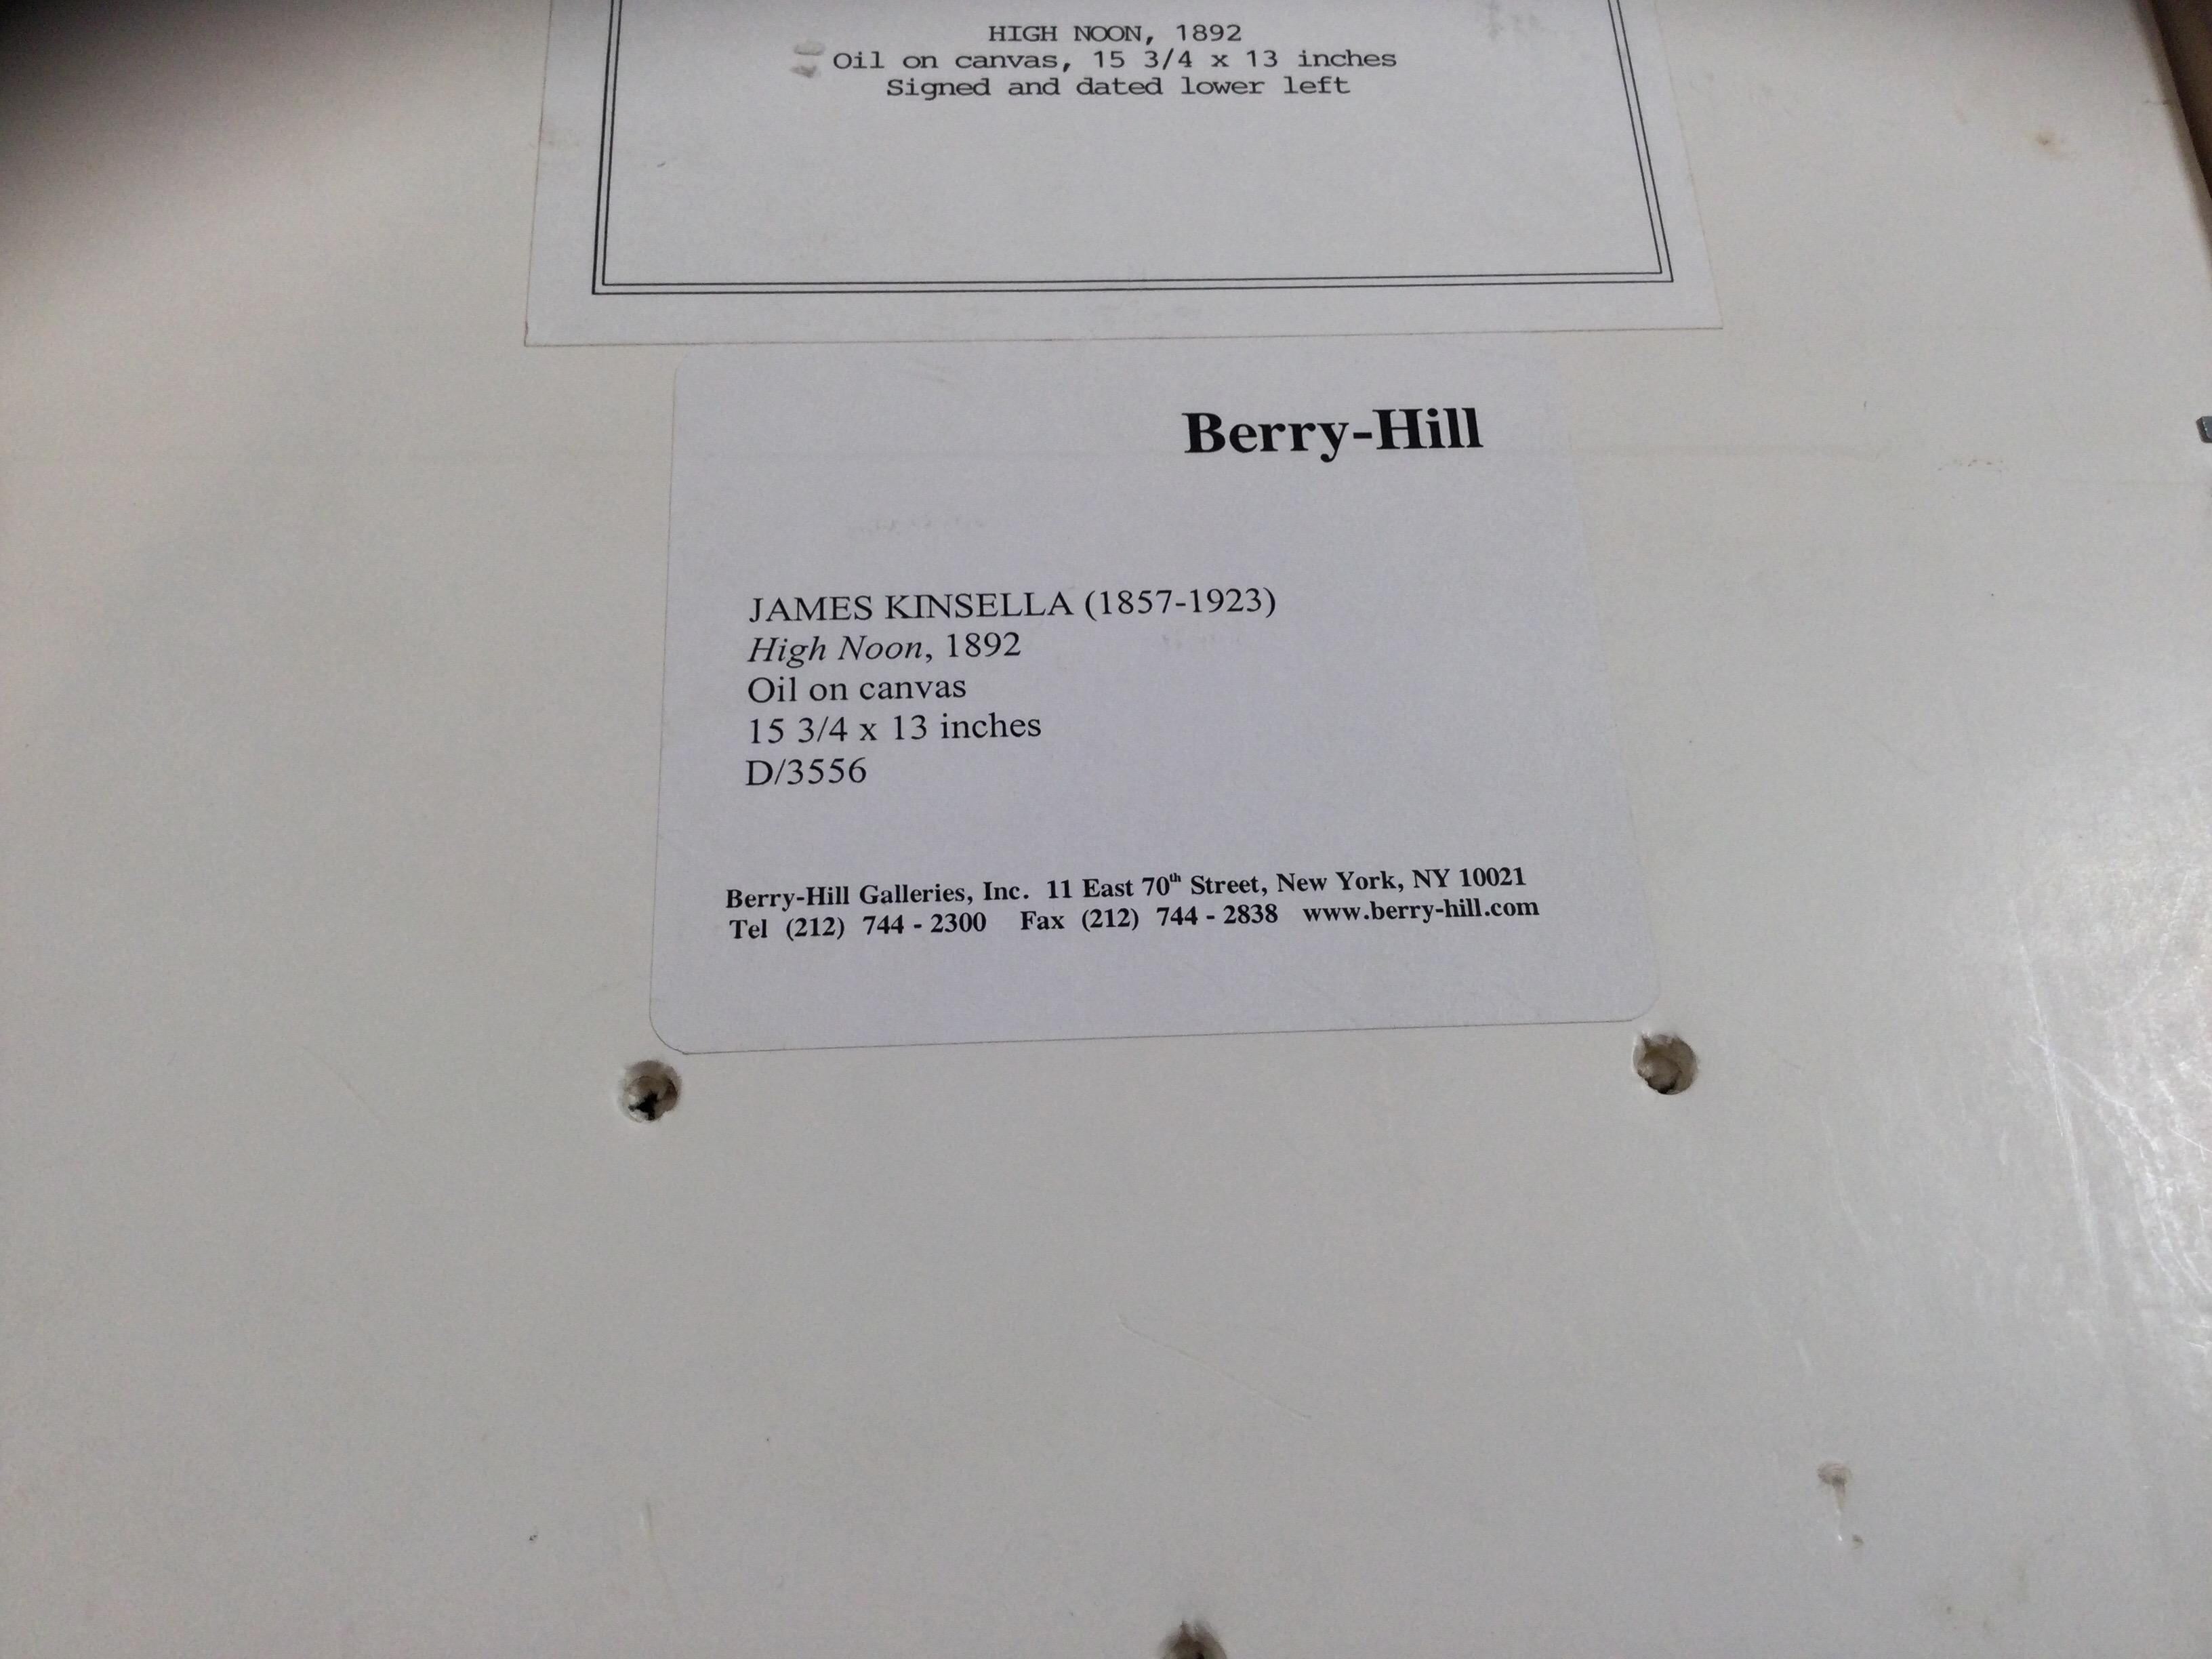 HIGH NOON, 1892
Oil on canvas, 15 3/4 x 13 inches
Signed and dated lower left
Berry-Hill
JAMES KINSELLA (1857-1923)
High Noon, 1892
Oil on canvas
15 3/4 x 13 inches
D/3556
Berry-Hill Galleries, Inc. 11 East 70th Street, New York, NY 10021
Tel (212) 744 - 2300 Fax (212) 744 - 2838 www.berry-hill.com